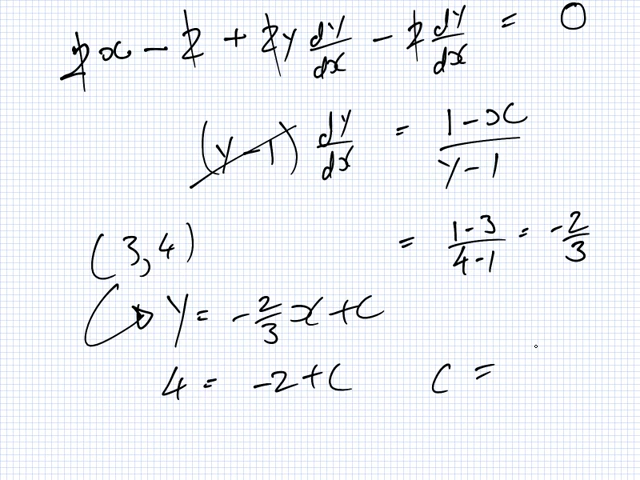 2x - 2 + 2y dy/dx - 2 dy/dx = 0
(y-1) dy/dx = 1-x/y-1
(3,4) = 1-3/4-1 = -2/3
y = -2/3 x + c
4 = -2 + c c =